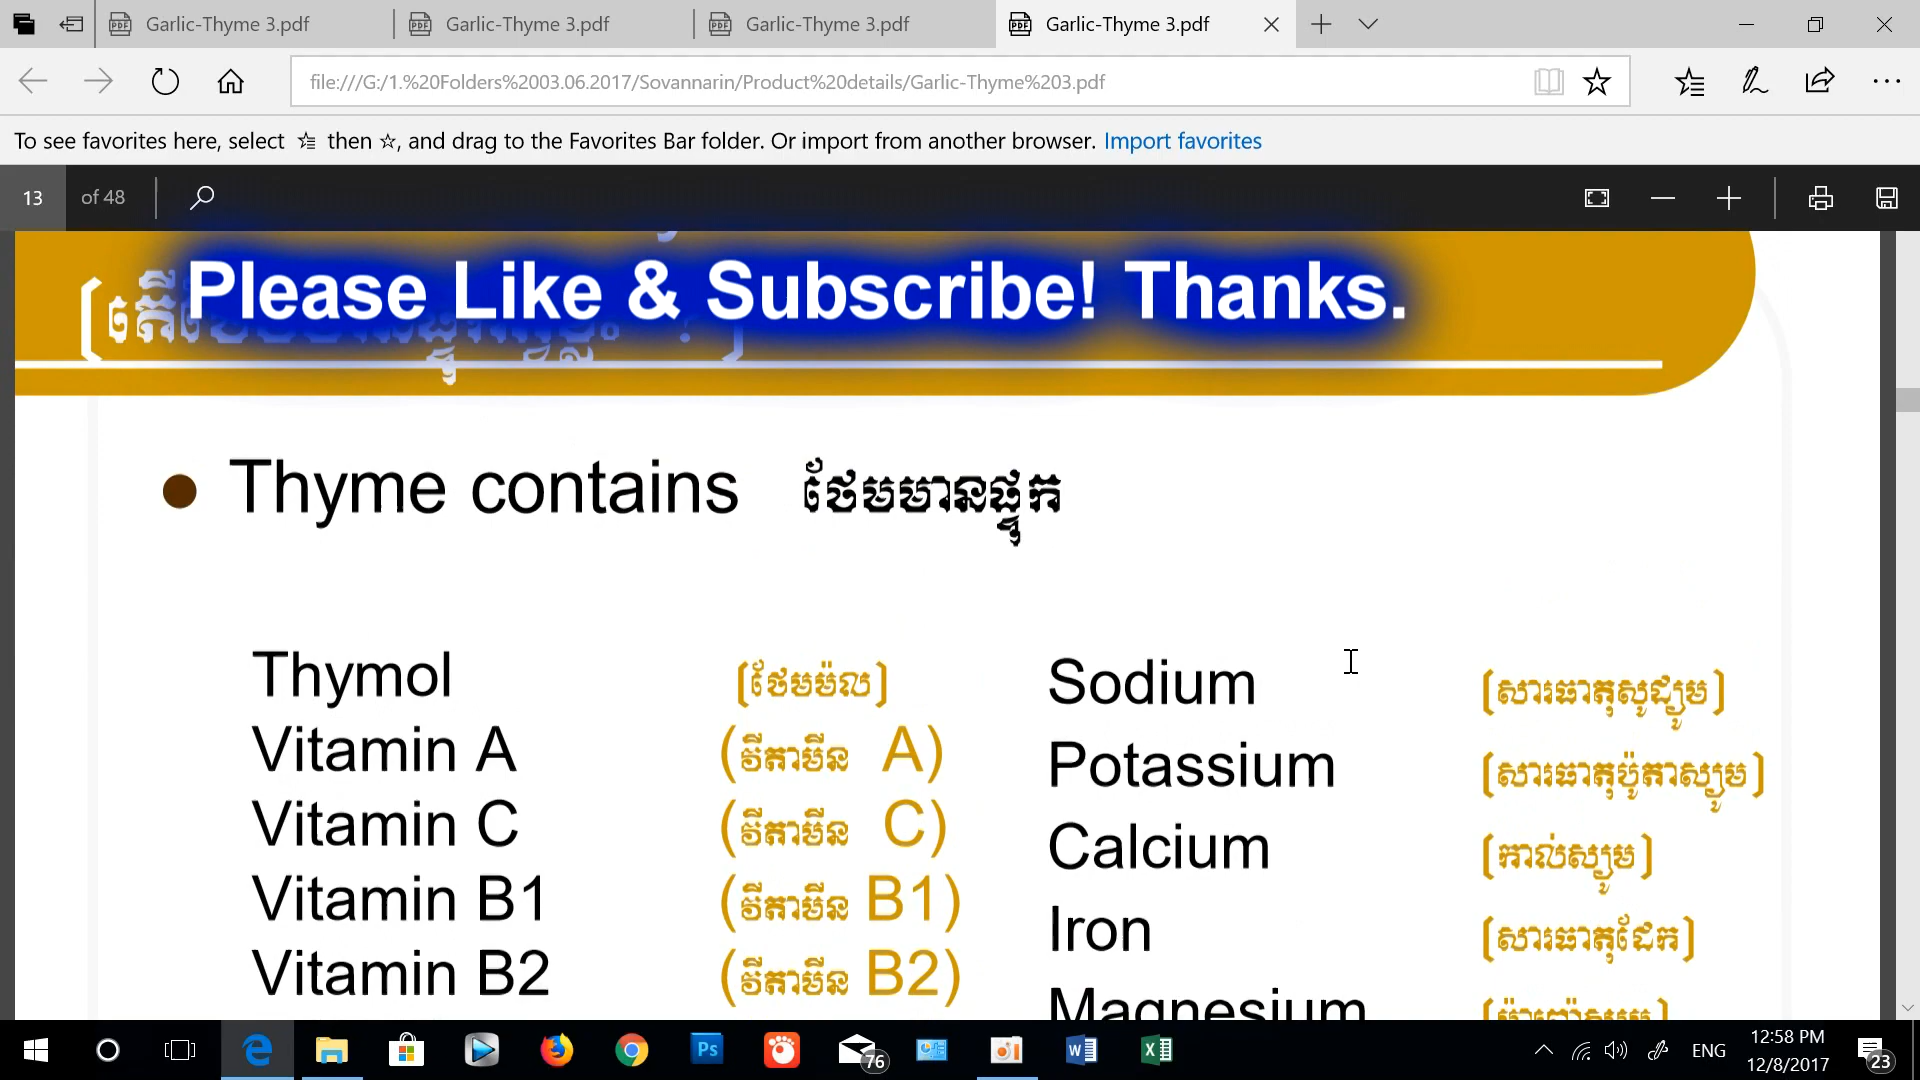 Garlic-Thyme 3.pdf
Garlic-Thyme 3.pdf
Garlic-Thyme 3.pdf
Garlic-Thyme 3.pdf
file:///G:/1.%20Folders%2003.06.2017/Sovannarin/Product%20details/Garlic-Thyme%203.pdf
To see favorites here, select then , and drag to the Favorites Bar folder. Or import from another browser. Import favorites
13 of 48
Please Like & Subscribe! Thanks.
Thyme contains ថែមមានផ្ទុក
Thymol (ថែមម៉ល) Sodium (សារធាតុសូដ្យូម)
Vitamin A (វីតាមីន A) Potassium (សារធាតុប៉ូតាស្យូម)
Vitamin C (វីតាមីន C) Calcium (កាល់ស្យូម)
Vitamin B1 (វីតាមីន B1) Iron (សារធាតុដែក)
Vitamin B2 (វីតាមីន B2) Magnesium
Ps 76 ENG 12:58 PM
12/8/2017 23